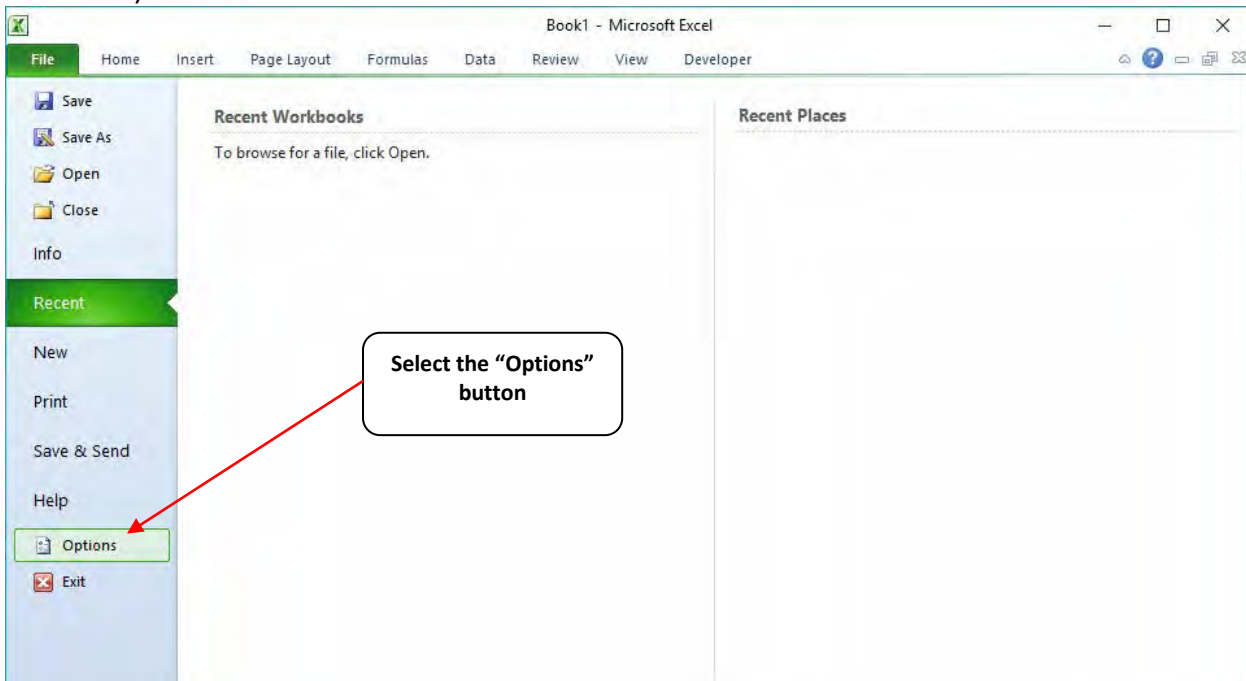 Book1 - Microsoft Excel
File Home Insert Page Layout Formulas Data Review View Developer
Save
Save As
Open
Close
Info
Recent
New
Print
Save & Send
Help
Options
Exit
Recent Workbooks
To browse for a file, click Open.
Recent Places
Select the “Options”
button